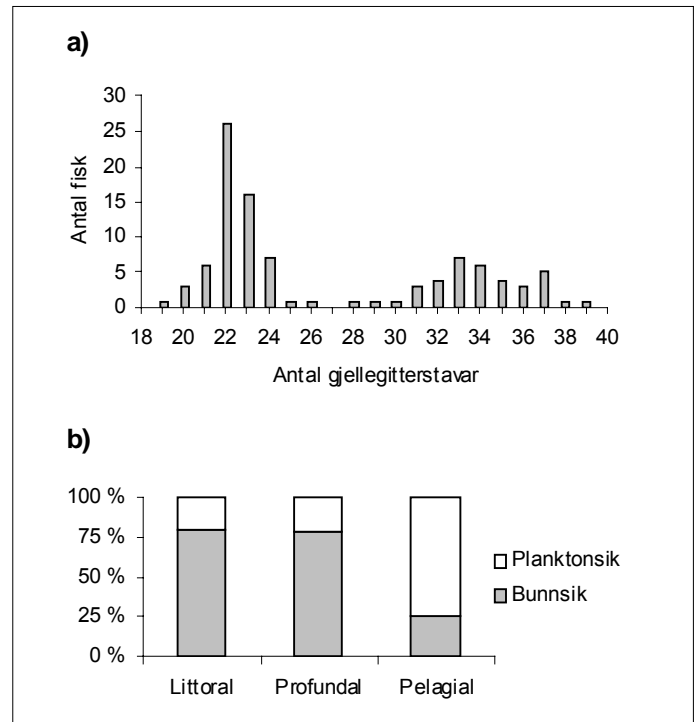 a)
30
25
20
15
10
5
0
Antal fisk
18 20 22 24 26 28 30 32 34 36 38 40
Antal gjellegitterstavar
b)
100 %
75 %
50 %
25 %
0 %
Littoral Profundal Pelagial
Planktonsik
Bunnsik